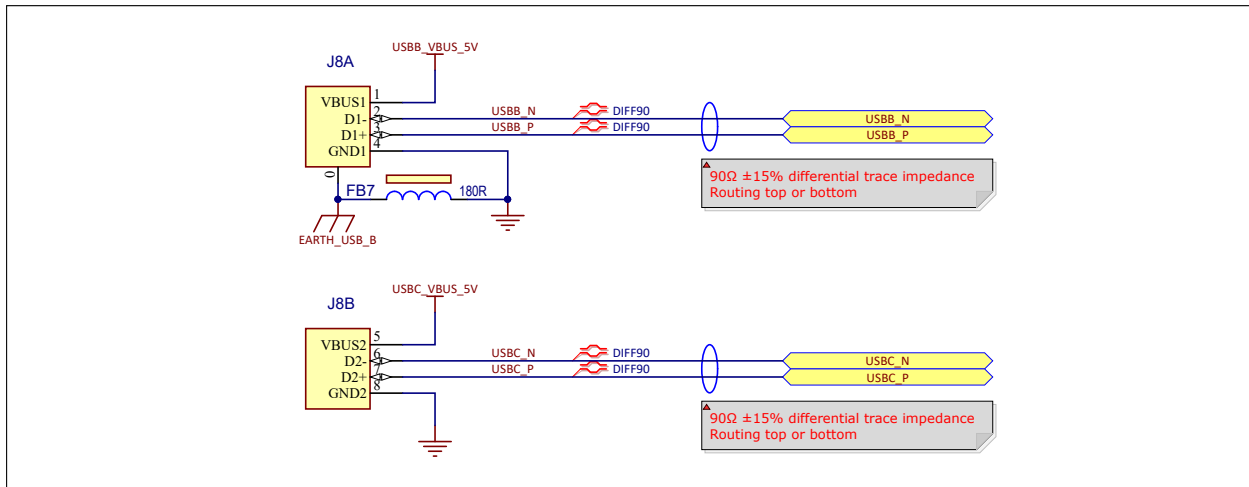 USBB_VBUS_5V
J8A
VBUS1 1
D1- 2 USBB_N DIFF90 USBB_N
D1+ 3 USBB_P DIFF90 USBB_P
GND1 4
0
90Ω ±15% differential trace impedance
Routing top or bottom
FB7 180R
EARTH_USB_B
USBC_VBUS_5V
J8B
VBUS2 5
D2- 6 USBC_N DIFF90 USBC_N
D2+ 7 USBC_P DIFF90 USBC_P
GND2 8
90Ω ±15% differential trace impedance
Routing top or bottom